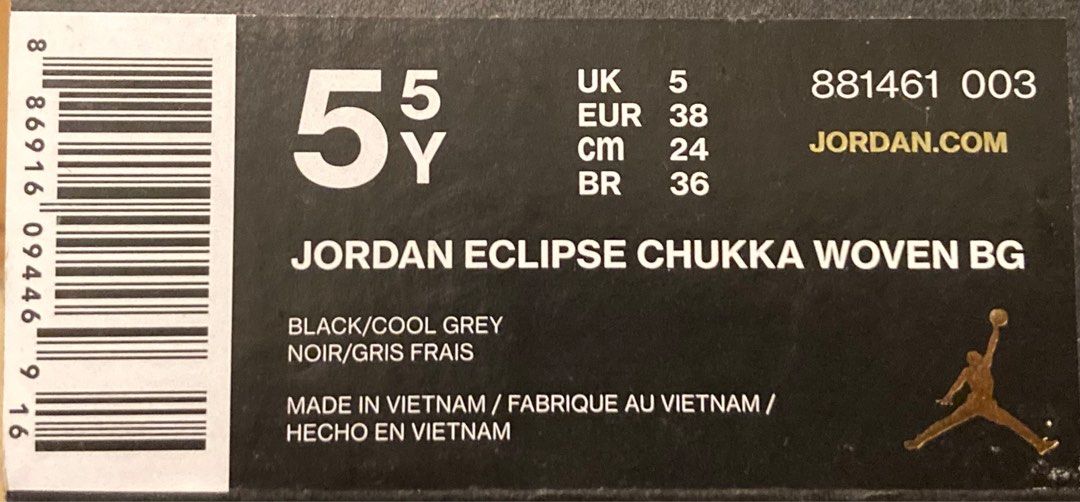 8 86916 09446 9 16
5 5 Y
UK 5
EUR 38
cm 24
BR 36
881461 003
JORDAN.COM
JORDAN ECLIPSE CHUKKA WOVEN BG
BLACK/COOL GREY
NOIR/GRIS FRAIS
MADE IN VIETNAM / FABRIQUE AU VIETNAM /
HECHO EN VIETNAM